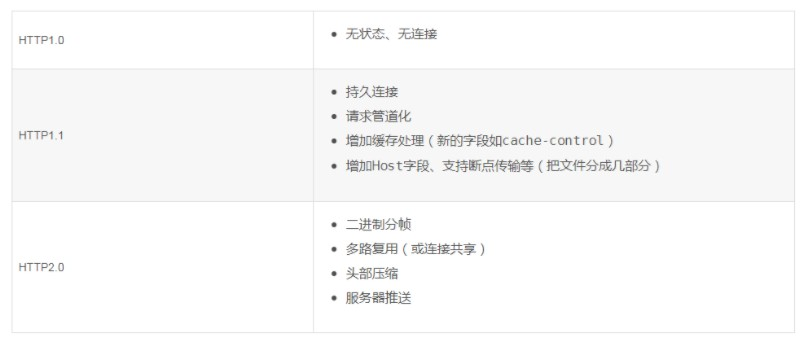 HTTP1.0
• 无状态、无连接
HTTP1.1
• 持久连接
• 请求管道化
• 增加缓存处理（新的字段如cache-control）
• 增加Host字段、支持断点传输等（把文件分成几部分）
HTTP2.0
• 二进制分帧
• 多路复用（或连接共享）
• 头部压缩
• 服务器推送